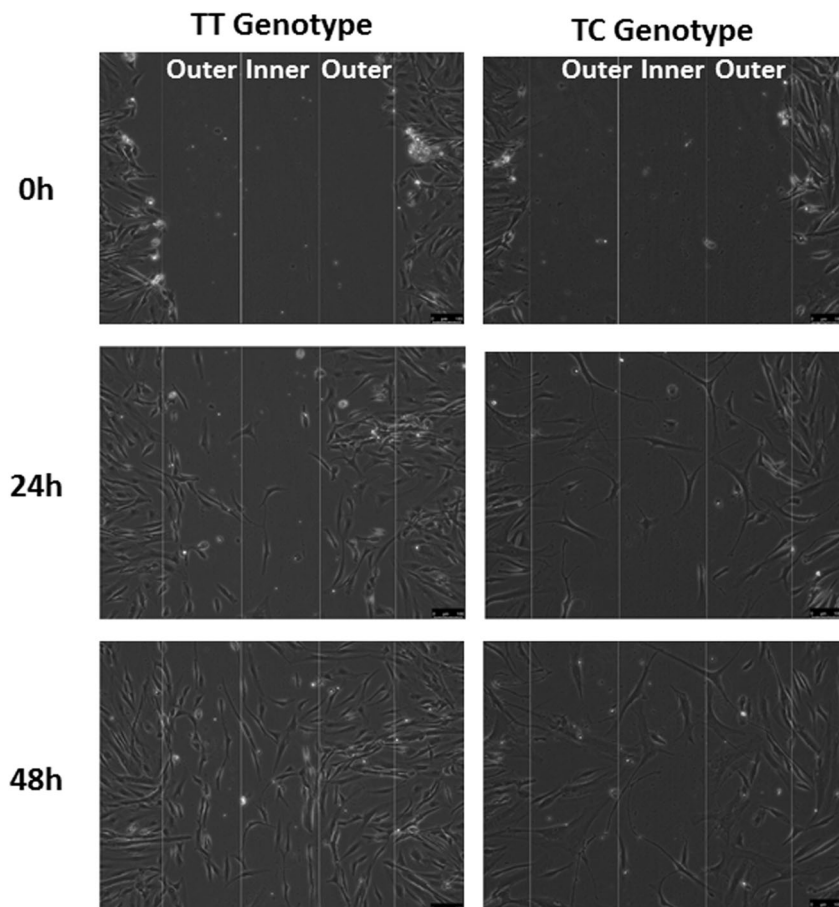 TT Genotype
TC Genotype
Outer Inner Outer
Outer Inner Outer
0h
24h
48h